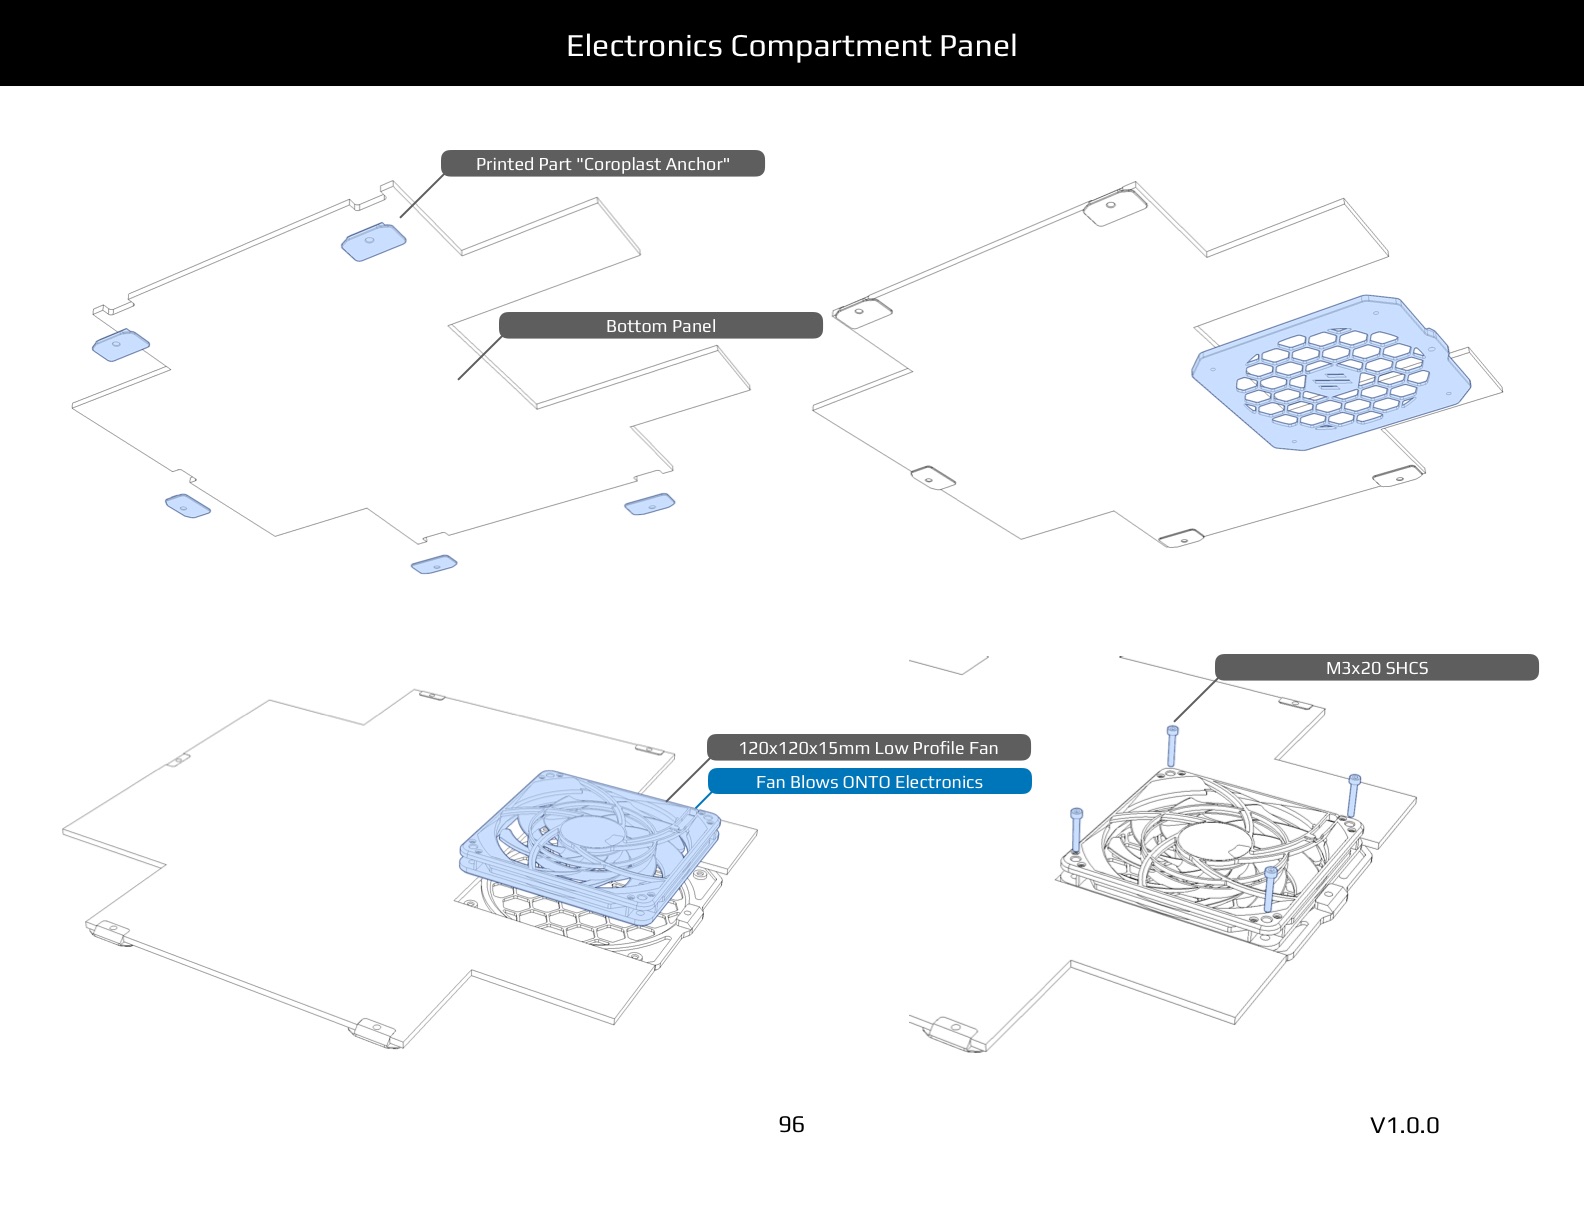 Electronics Compartment Panel
Printed Part "Coroplast Anchor"
Bottom Panel
M3x20 SHCS
120x120x15mm Low Profile Fan
Fan Blows ONTO Electronics
96
V1.0.0